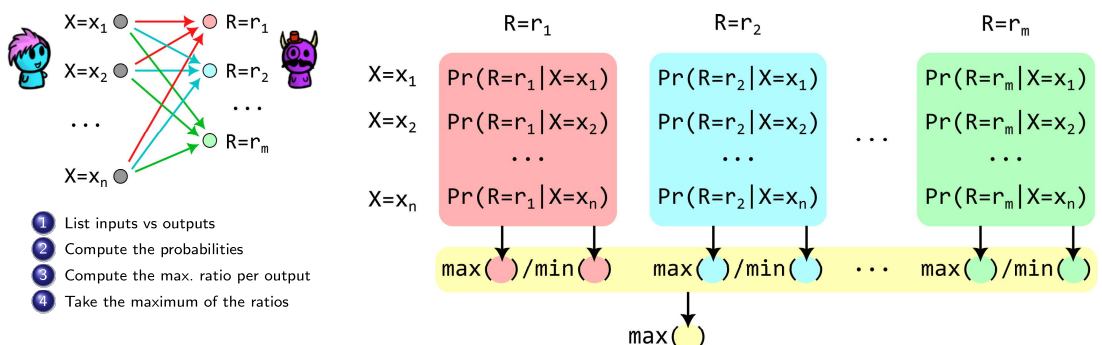 X=x₁ R=r₁
X=x₂ R=r₂
... ...
R=rₘ
X=xₙ
1 List inputs vs outputs
2 Compute the probabilities
3 Compute the max. ratio per output
4 Take the maximum of the ratios
R=r₁ R=r₂ R=rₘ
X=x₁ Pr(R=r₁|X=x₁) Pr(R=r₂|X=x₁) Pr(R=rₘ|X=x₁)
X=x₂ Pr(R=r₁|X=x₂) Pr(R=r₂|X=x₂) Pr(R=rₘ|X=x₂)
... ... ... ...
X=xₙ Pr(R=r₁|X=xₙ) Pr(R=r₂|X=xₙ) Pr(R=rₘ|X=xₙ)
max( )/min( ) max( )/min( ) ... max( )/min( )
max( )